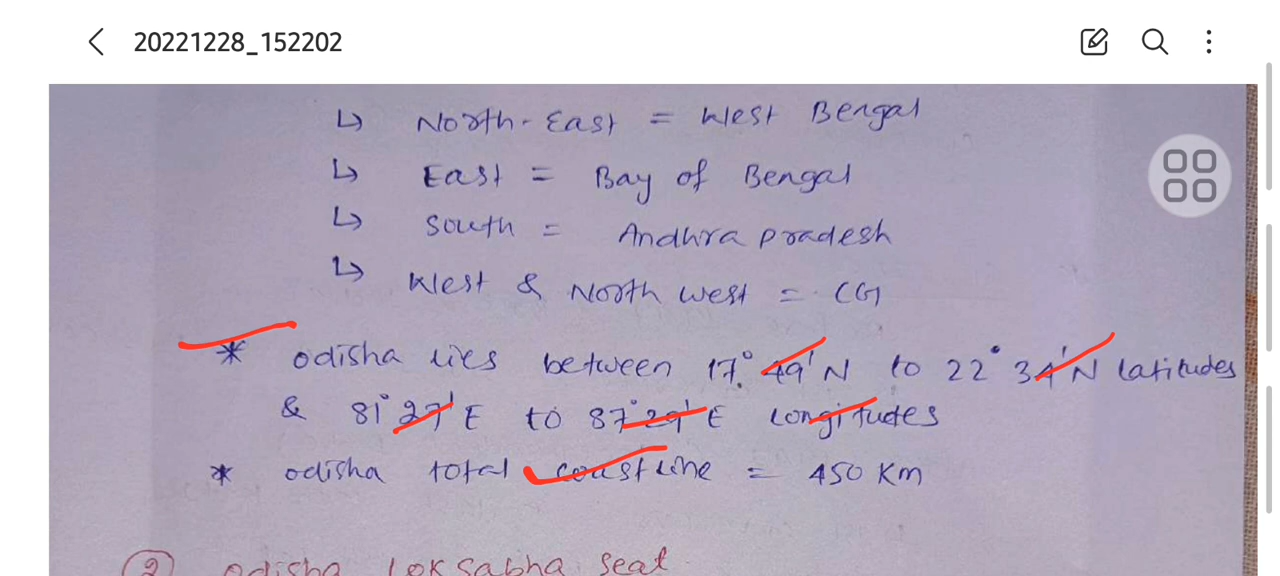 20221228_152202
↳ North-East = West Bengal
↳ East = Bay of Bengal
↳ South = Andhra Pradesh
↳ West & North west = CG
* odisha lies between 17°49'N to 22°34'N latitudes
& 81°27'E to 87°29'E longitudes
* odisha total coastline = 450 Km
② odisha loksabha seat